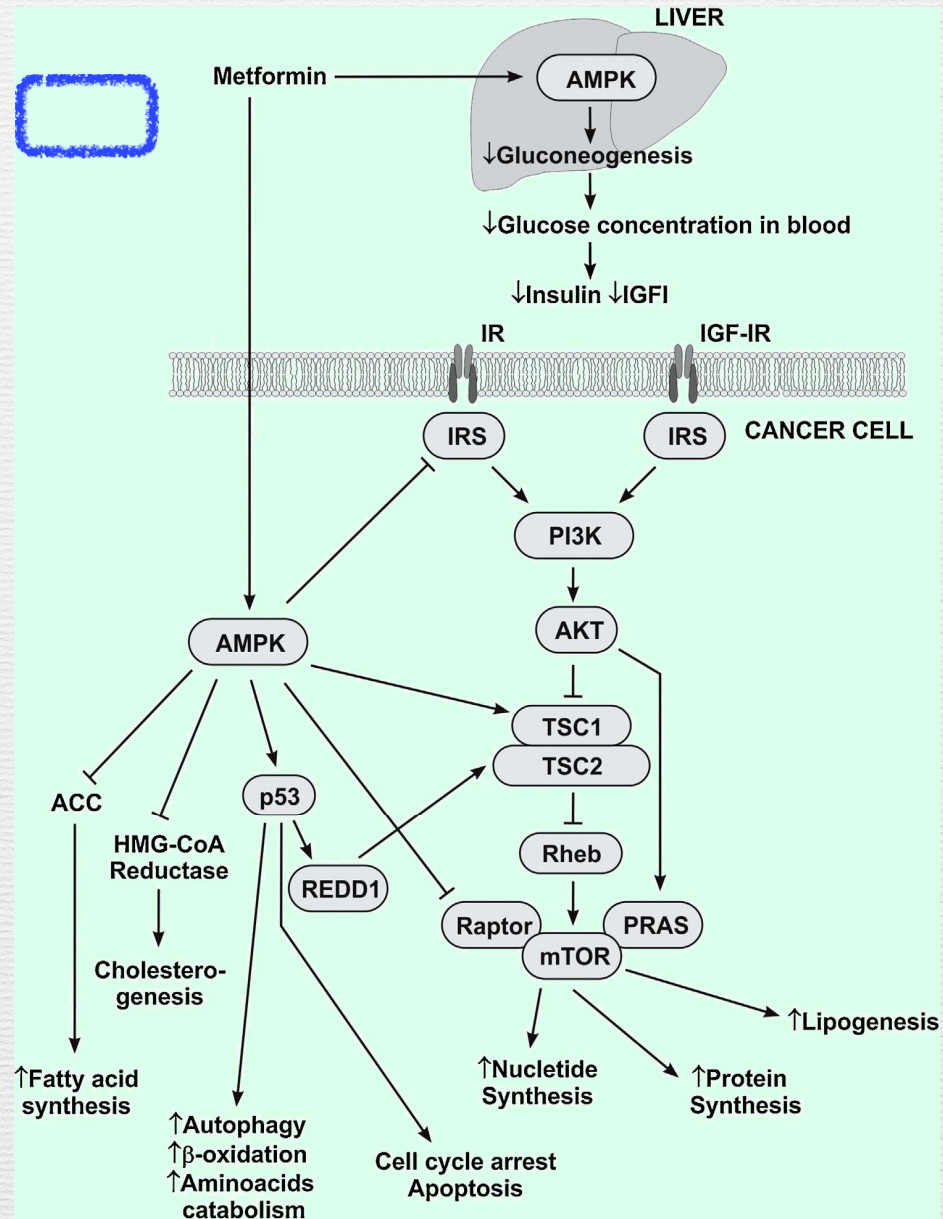 LIVER
Metformin
AMPK
↓Gluconeogenesis
↓Glucose concentration in blood
↓Insulin ↓IGFI
IR
IGF-IR
IRS
IRS
CANCER CELL
PI3K
AKT
AMPK
TSC1
TSC2
p53
ACC
HMG-CoA
Reductase
Rheb
REDD1
Raptor
PRAS
mTOR
Cholestero-
genesis
↑Lipogenesis
↑Fatty acid
synthesis
↑Nucletide
Synthesis
↑Protein
Synthesis
↑Autophagy
↑β-oxidation
↑Aminoacids
catabolism
Cell cycle arrest
Apoptosis